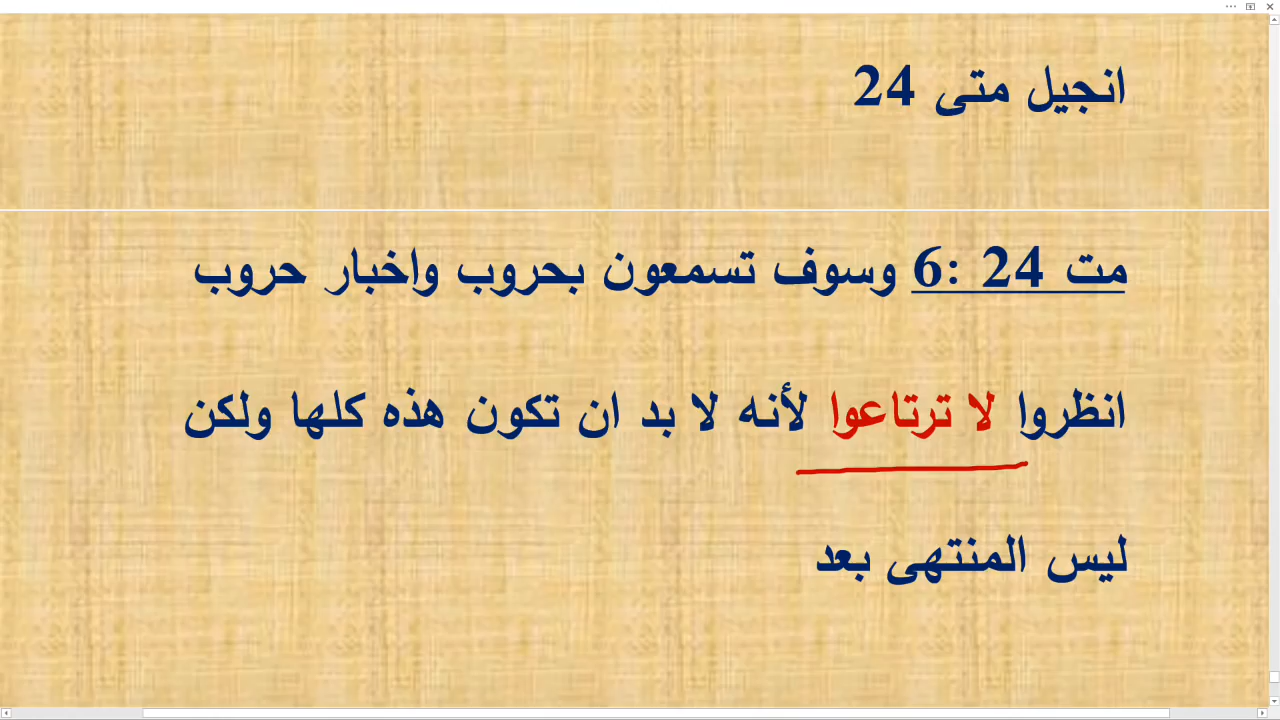 انجيل متى 24
مت 24 :6 وسوف تسمعون بحروب واخبار حروب
انظروا لا ترتاعوا لأنه لا بد ان تكون هذه كلها ولكن
ليس المنتهى بعد